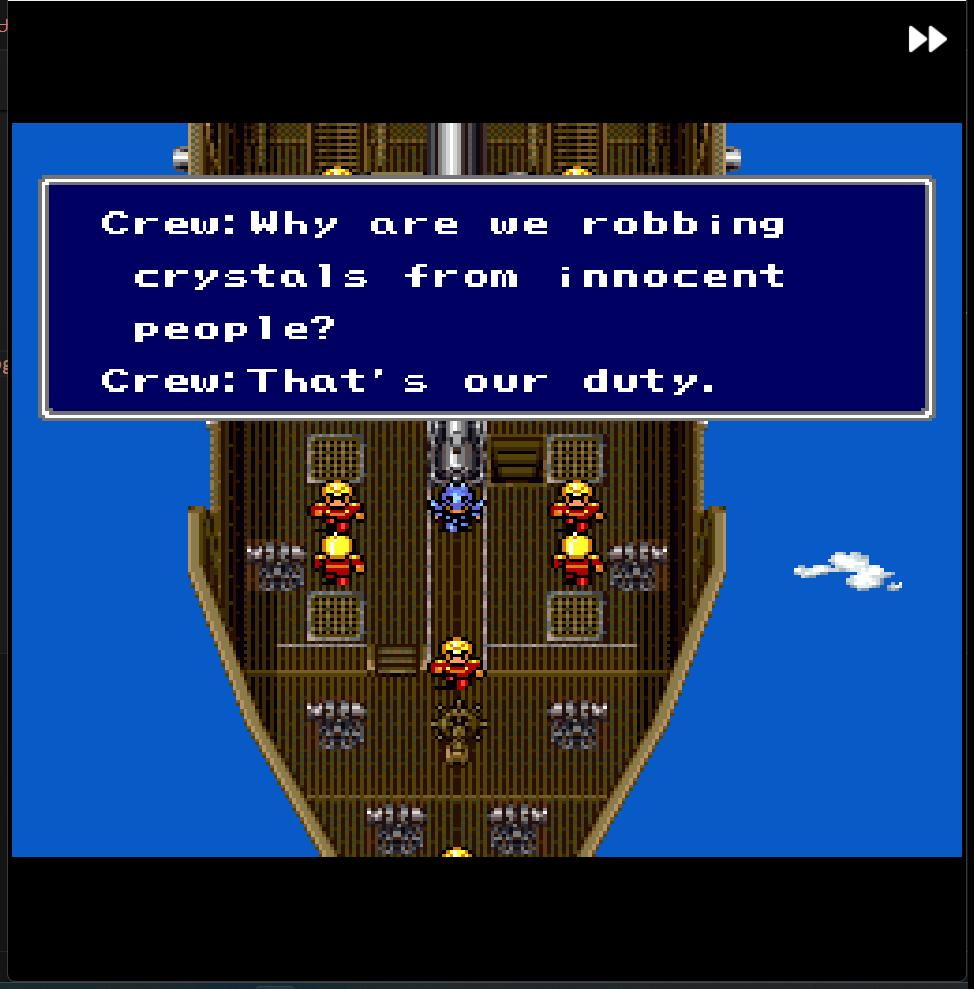 Crew:Why are we robbing
crystals from innocent
people?
Crew:That's our duty.